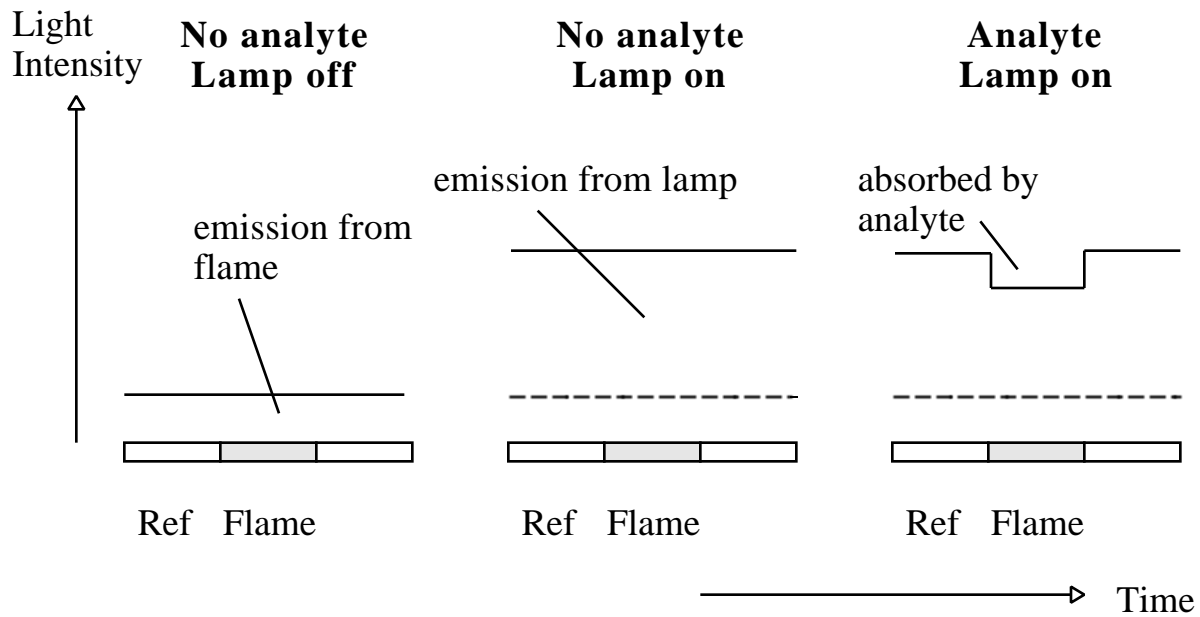 Light
Intensity
No analyte
Lamp off
No analyte
Lamp on
Analyte
Lamp on
emission from
flame
emission from lamp
absorbed by
analyte
Ref Flame
Ref Flame
Ref Flame
Time